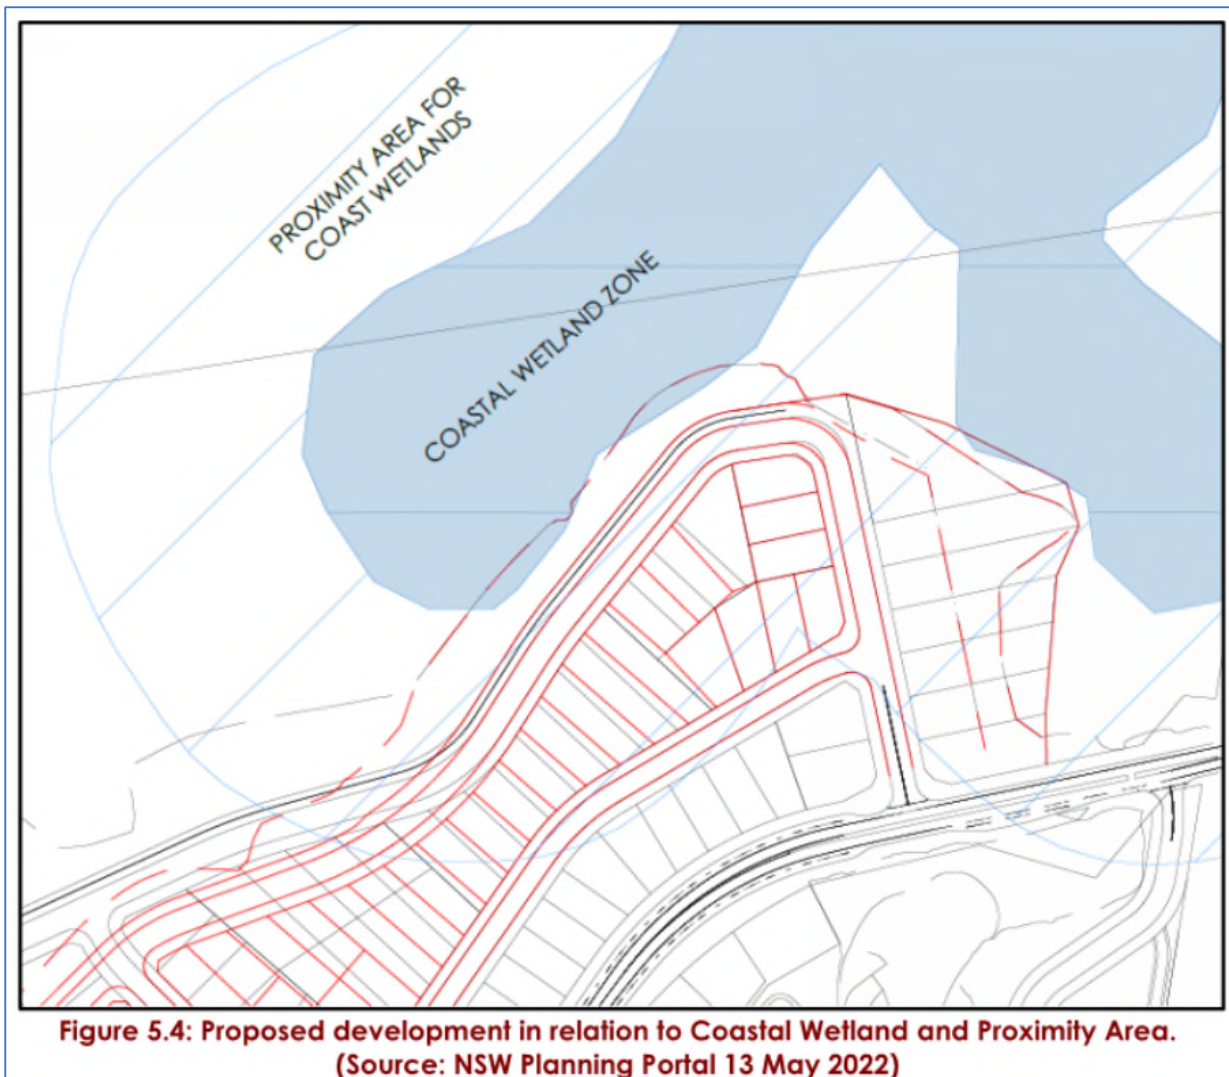 PROXIMITY AREA FOR
COAST WETLANDS
COASTAL WETLAND ZONE
Figure 5.4: Proposed development in relation to Coastal Wetland and Proximity Area.
(Source: NSW Planning Portal 13 May 2022)